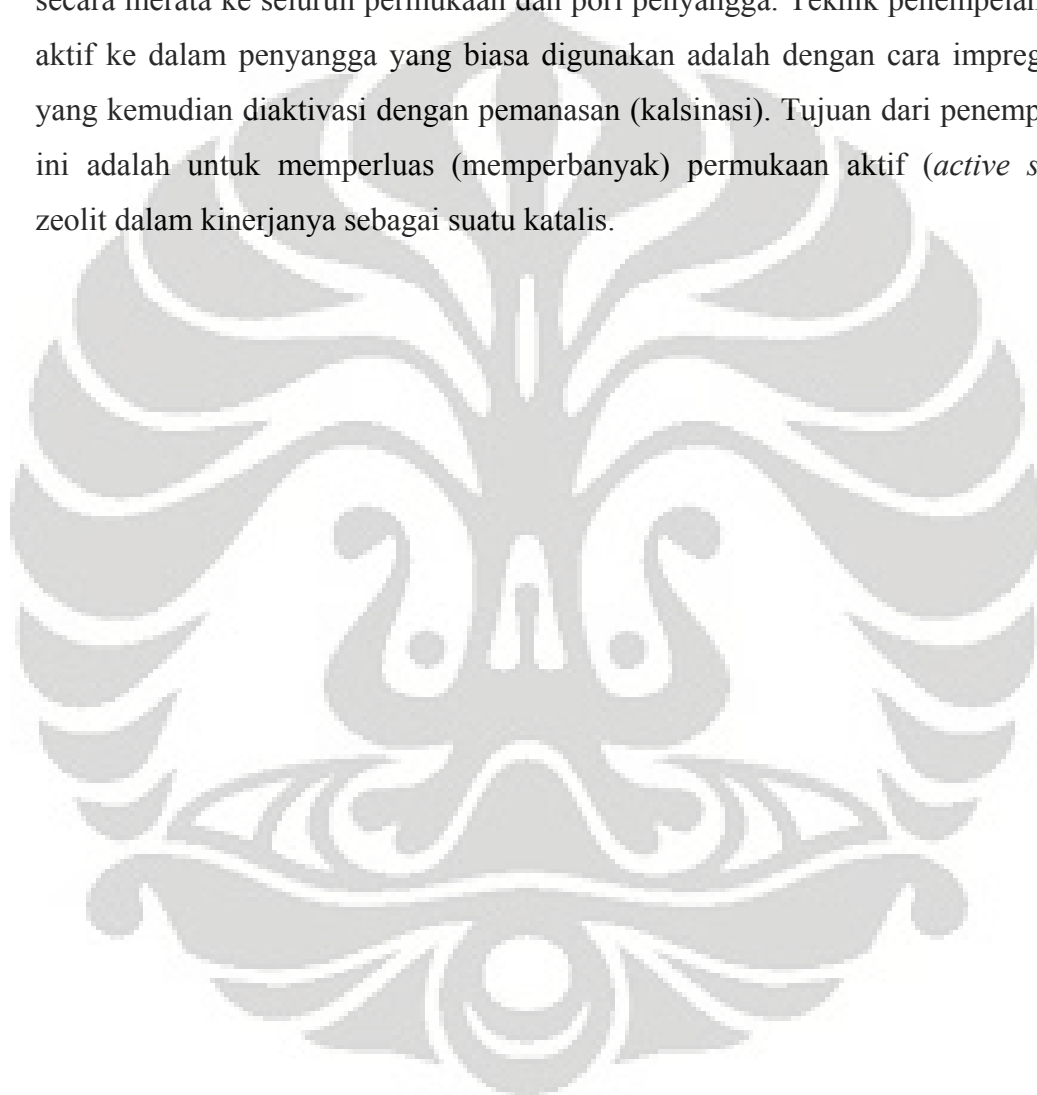 secara merata ke seluruh permukaan dan pori penyangga. Teknik penempelan
aktif ke dalam penyangga yang biasa digunakan adalah dengan cara
yang kemudian diaktivasi dengan pemanasan (kalsinasi). Tujuan dari
ini adalah untuk memperluas (memperbanyak) permukaan aktif (active
zeolit dalam kinerjanya sebagai suatu katalis.